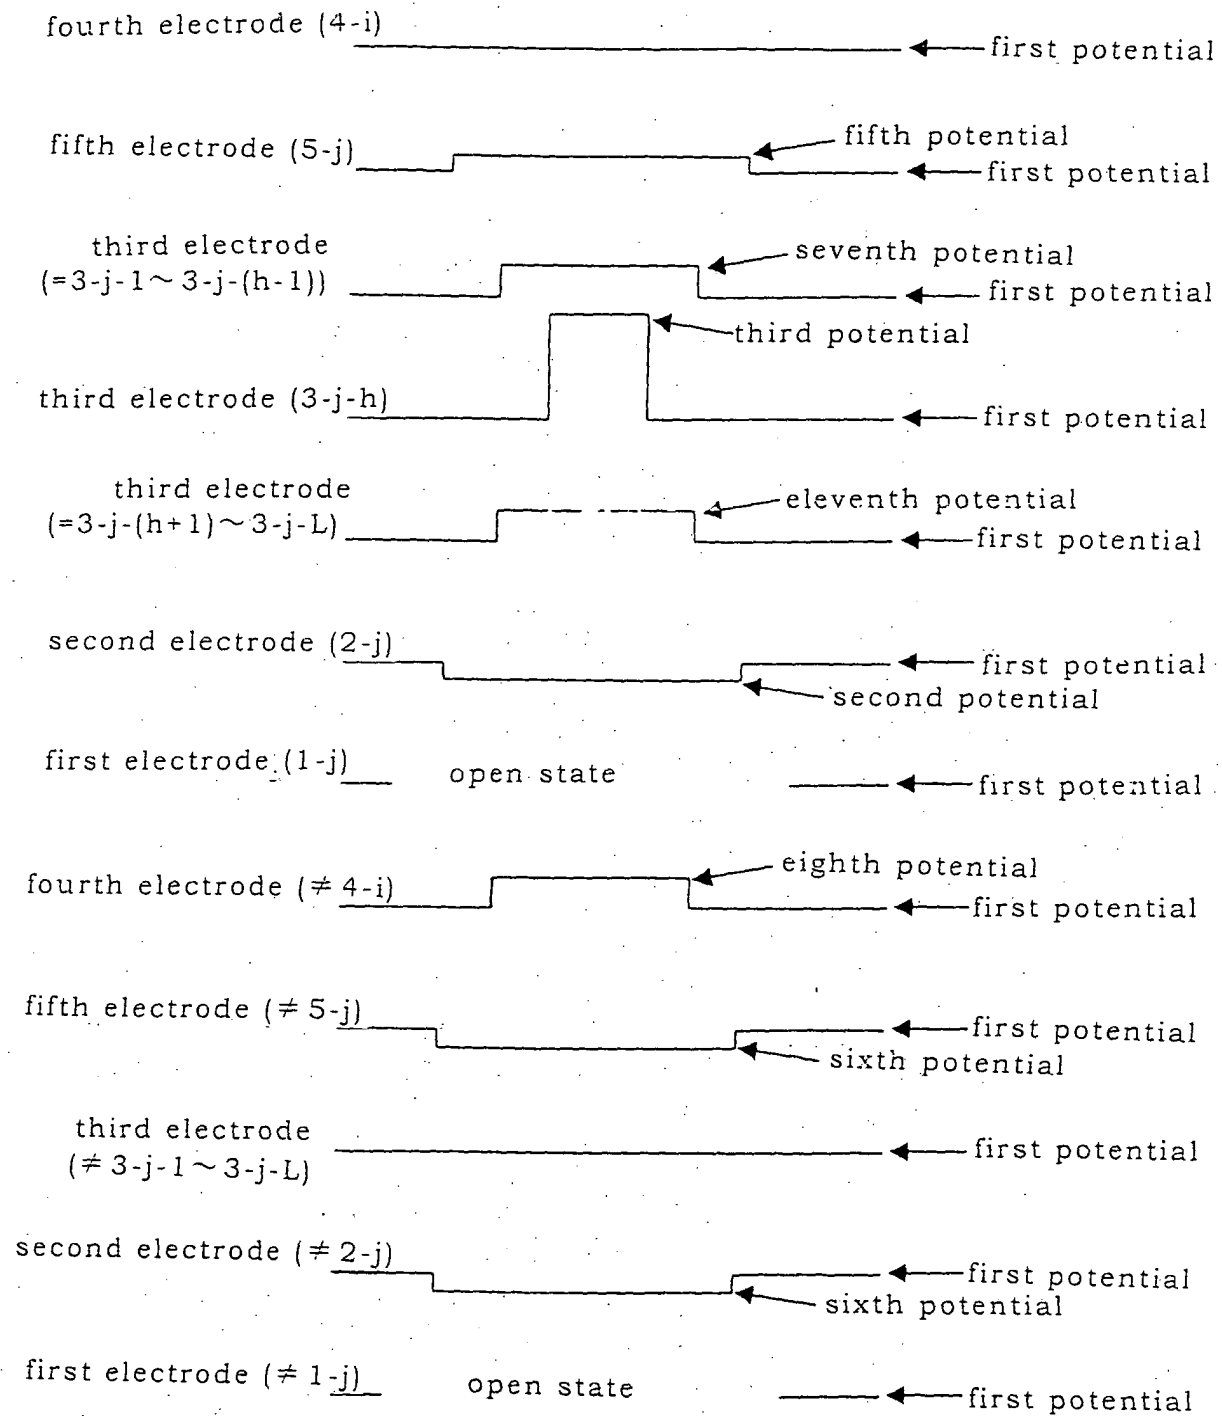 fourth electrode (4-i)
first potential
fifth electrode (5-j)
fifth potential
first potential
third electrode
(=3-j-1～3-j-(h-1))
seventh potential
first potential
third potential
third electrode (3-j-h)
first potential
third electrode
(=3-j-(h+1)～3-j-L)
eleventh potential
first potential
second electrode (2-j)
first potential
second potential
first electrode (1-j)
open state
first potential
fourth electrode (≠ 4-i)
eighth potential
first potential
fifth electrode (≠ 5-j)
first potential
sixth potential
third electrode
(≠ 3-j-1～3-j-L)
first potential
second electrode (≠ 2-j)
first potential
sixth potential
first electrode (≠ 1-j)
open state
first potential